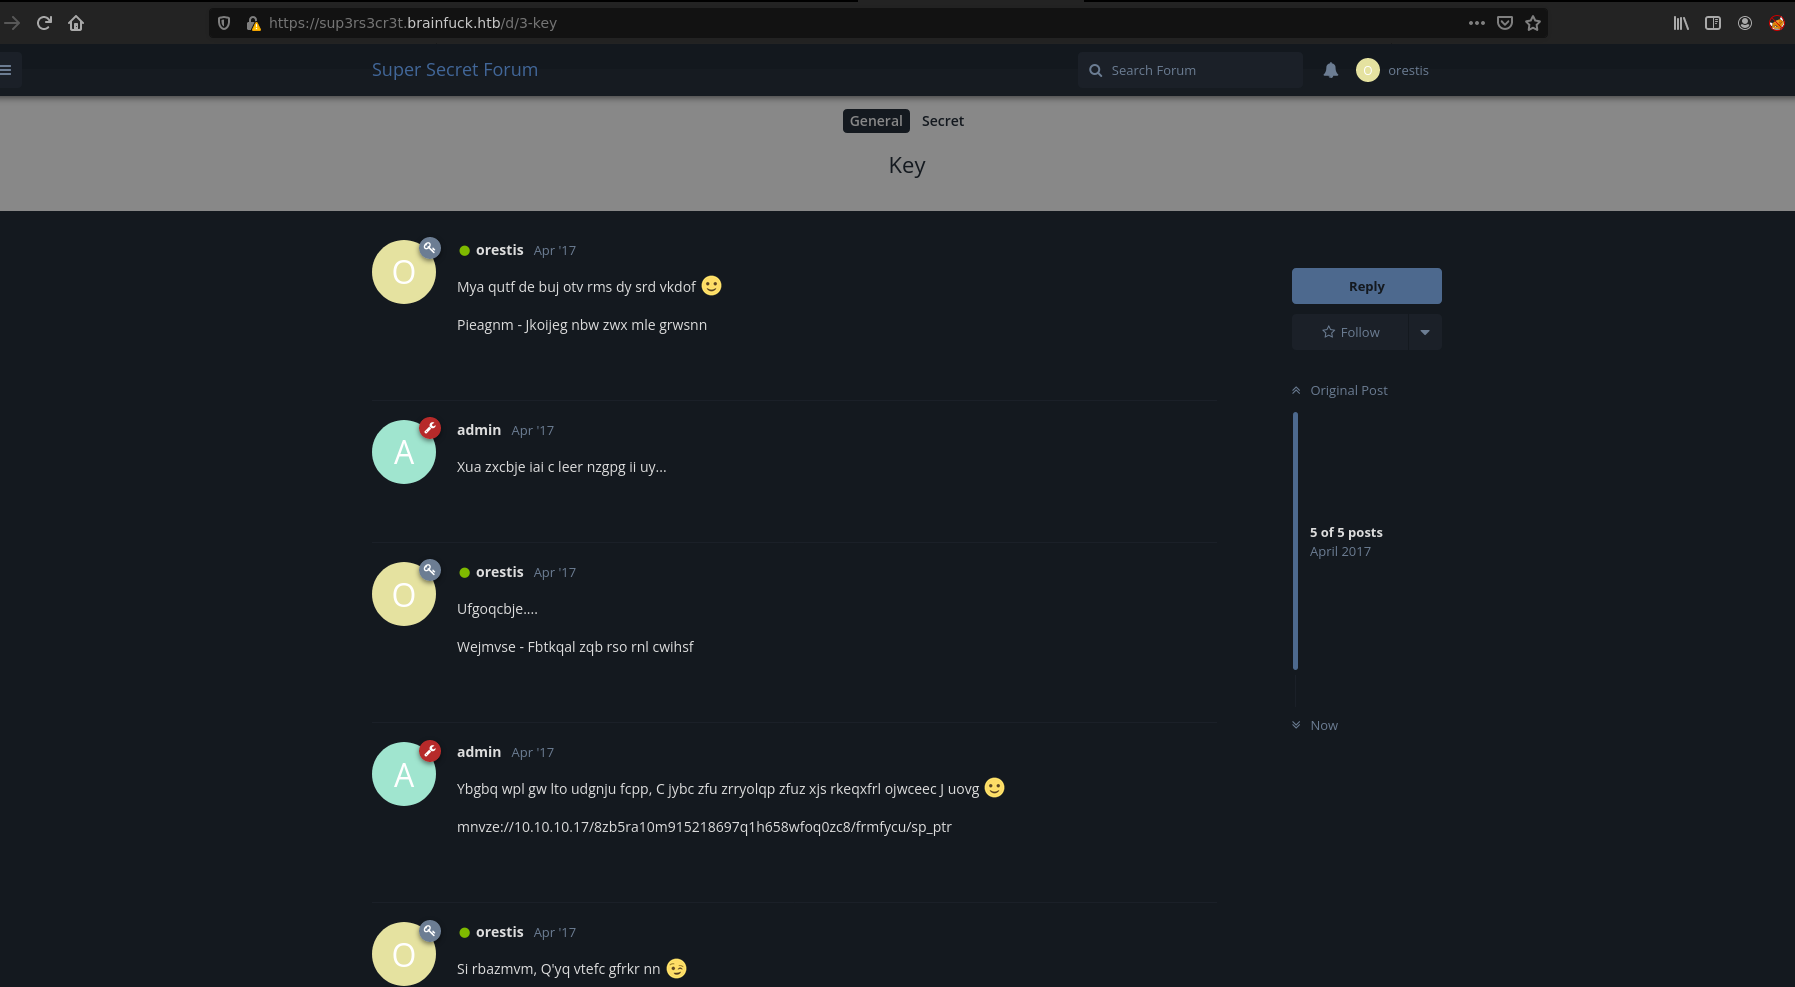 https://sup3rs3cr3t.brainfuck.htb/d/3-key
Super Secret Forum
Search Forum
O
orestis
General
Secret
Key
O
orestis Apr '17
Mya qutf de buj otv rms dy srd vkdof
Pieagnm - Jkoijeg nbw zwx mle grwsnn
Reply
Follow
Original Post
A
admin Apr '17
Xua zxcbje iai c leer nzgpg ii uy...
5 of 5 posts
April 2017
O
orestis Apr '17
Ufgoqcbje....
Wejmvse - Fbtkqal zqb rso rnl cwihsf
Now
A
admin Apr '17
Ybgbq wpl gw lto udgnju fcpp, C jybc zfu zrryolqp zfuz xjs rkeqxfrl ojwceec J uovg
mnvze://10.10.10.17/8zb5ra10m915218697q1h658wfoq0zc8/frmfycu/sp_ptr
O
orestis Apr '17
Si rbazmvm, Q'yq vtefc gfrkr nn